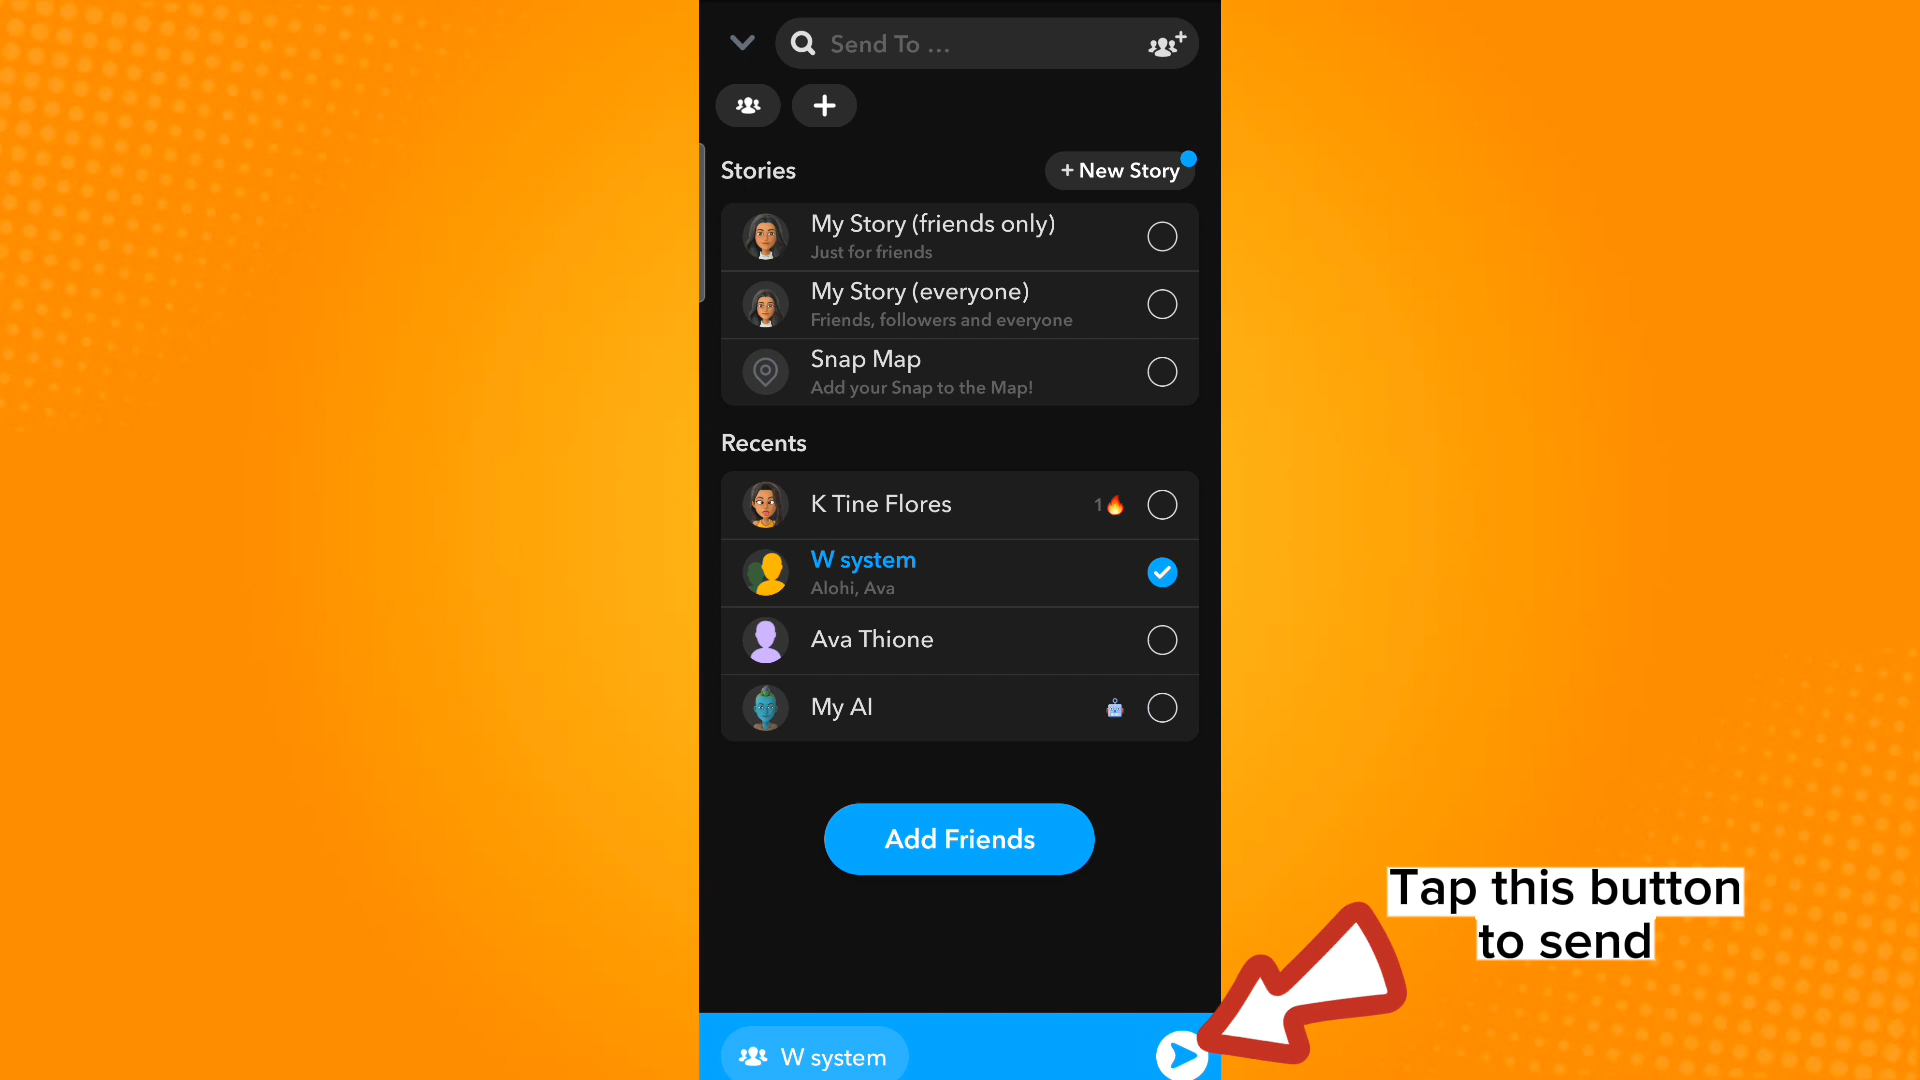 Send To ...
Stories
+ New Story
My Story (friends only)
Just for friends
My Story (everyone)
Friends, followers and everyone
Snap Map
Add your Snap to the Map!
Recents
K Tine Flores
1🔥
W system
Alohi, Ava
Ava Thione
My AI
Add Friends
Tap this button
to send
W system